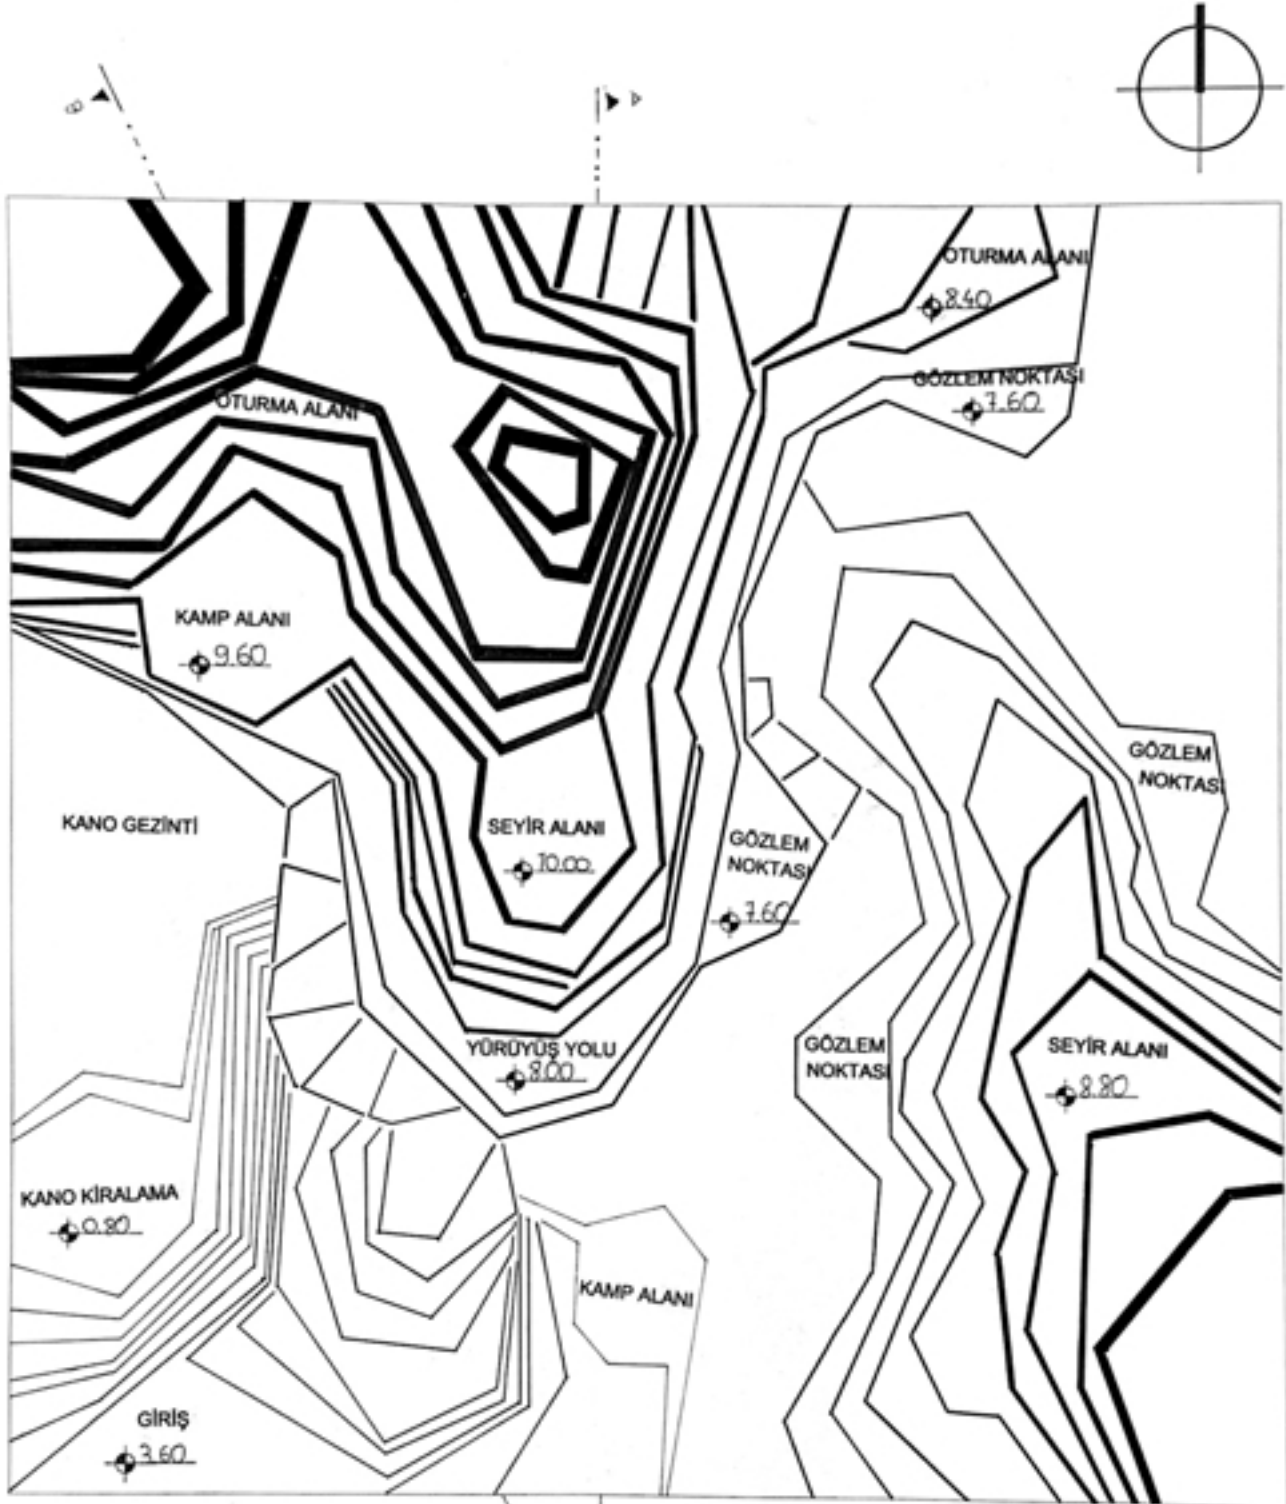 B
A
OTURMA ALANI
8.40
GÖZLEM NOKTASI
7.60
OTURMA ALANI
KAMP ALANI
9.60
GÖZLEM
NOKTASI
KANO GEZİNTİ
SEYİR ALANI
10.00
GÖZLEM
NOKTASI
7.60
YÜRÜYÜŞ YOLU
8.00
GÖZLEM
NOKTASI
SEYİR ALANI
8.80
KANO KİRALAMA
0.80
KAMP ALANI
GİRİŞ
3.60